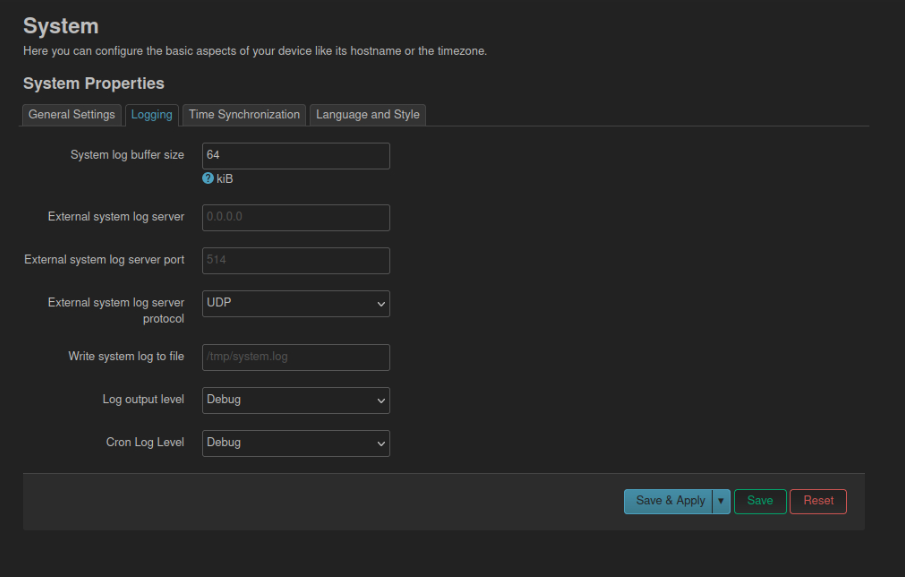 System
Here you can configure the basic aspects of your device like its hostname or the timezone.
System Properties
General Settings Logging Time Synchronization Language and Style
System log buffer size 64
? kiB
External system log server 0.0.0.0
External system log server port 514
External system log server protocol UDP
Write system log to file /tmp/system.log
Log output level Debug
Cron Log Level Debug
Save & Apply Save Reset